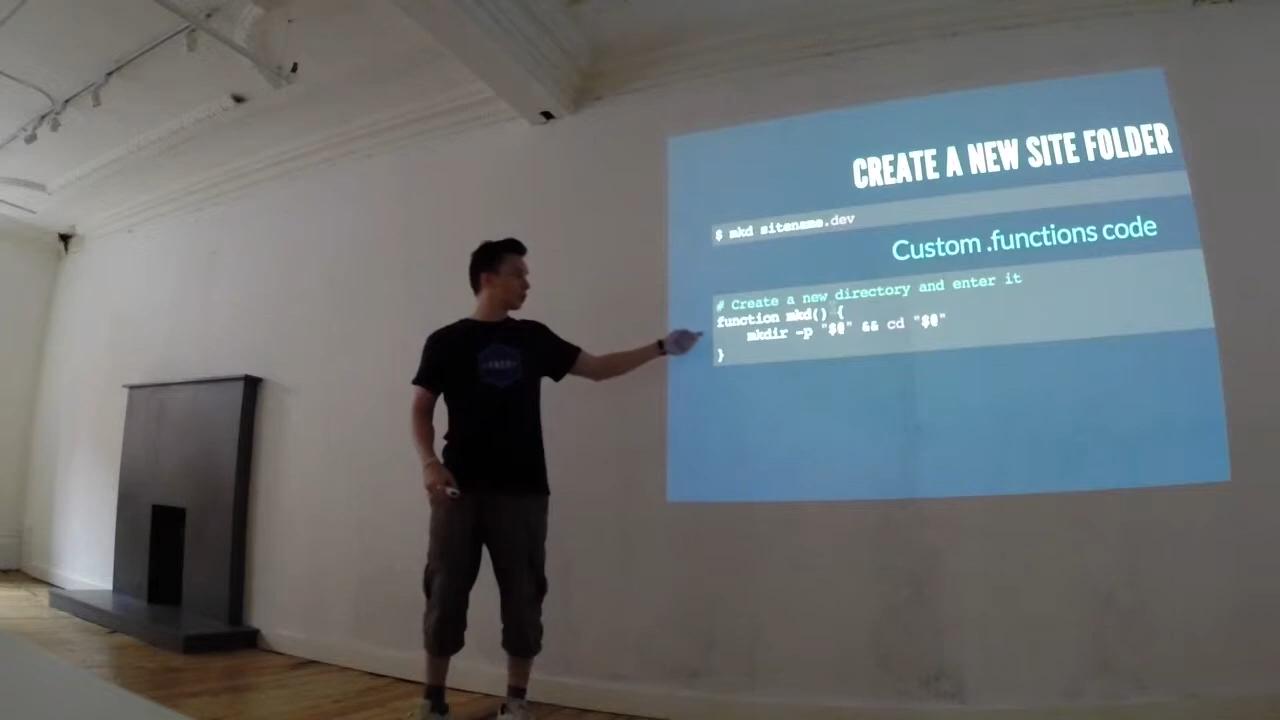 CREATE A NEW SITE FOLDER
$ mkd sitename.dev
Custom .functions code
# Create a new directory and enter it
function mkd() {
mkdir -p "$@" && cd "$@"
}